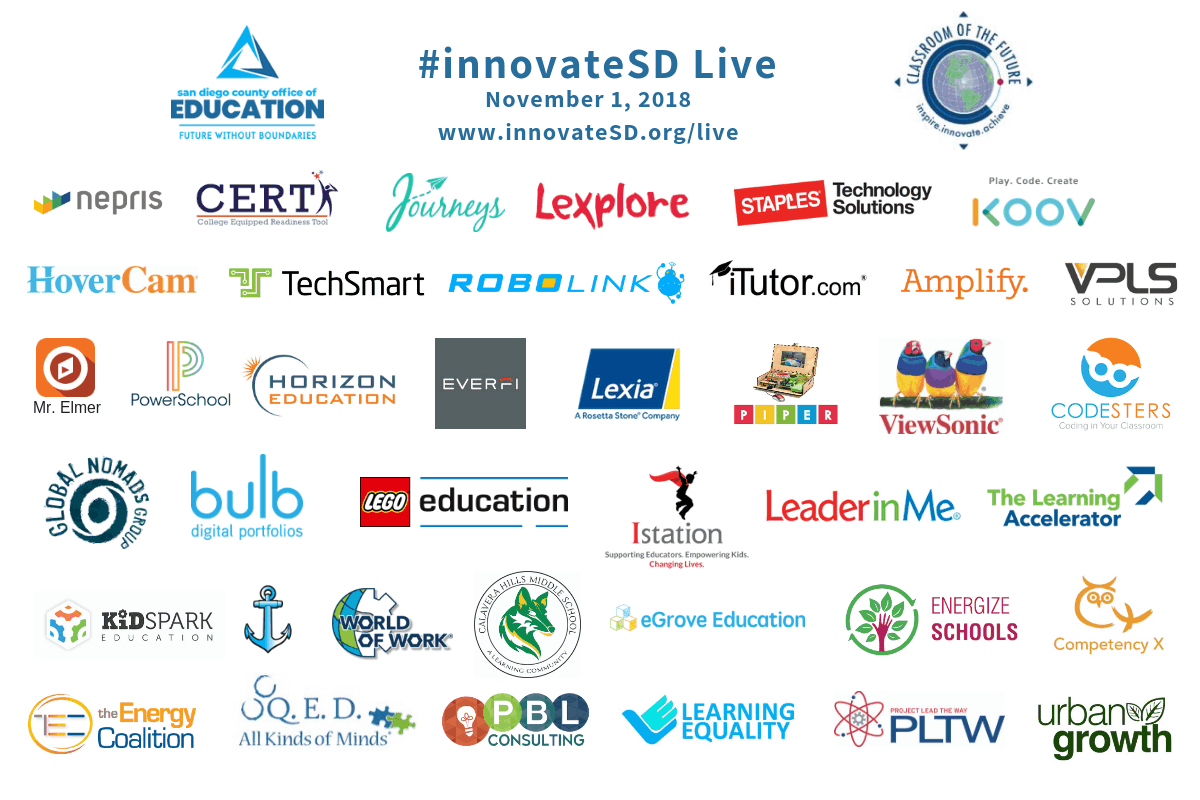 san diego county office of
EDUCATION
FUTURE WITHOUT BOUNDARIES
#innovateSD Live
November 1, 2018
www.innovateSD.org/live
CLASSROOM OF THE FUTURE
inspire.innovate.achieve
nepris
CERT
College Equipped Readiness Tool
Journeys
Lexplore
STAPLES
Technology
Solutions
Play. Code. Create
KOOV
HoverCam
TechSmart
ROBOLINK
iTutor.com®
Amplify.
VPLS
SOLUTIONS
Mr. Elmer
PowerSchool
HORIZON
EDUCATION
EVERFI
Lexia®
A Rosetta Stone® Company
PIPER
ViewSonic®
CODESTERS
Coding in Your Classroom
GLOBAL NOMADS GROUP
bulb
digital portfolios
LEGO education
Istation
Supporting Educators. Empowering Kids.
Changing Lives.
LeaderinMe®
The Learning
Accelerator
KiDSPARK
EDUCATION
WORLD
OF WORK®
CALAVERA HILLS MIDDLE SCHOOL
A LEARNING COMMUNITY
eGrove Education
ENERGIZE
SCHOOLS
Competency X
TEC
the Energy
Coalition
Q. E. D.
All Kinds of Minds®
PBL
CONSULTING
LEARNING
EQUALITY
PROJECT LEAD THE WAY
PLTW
urban
growth